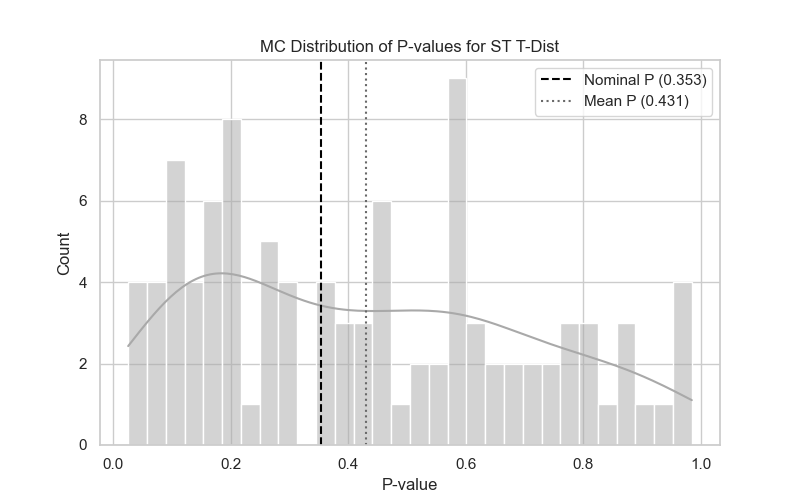 MC Distribution of P-values for ST T-Dist
Nominal P (0.353)
Mean P (0.431)
Count
8
6
4
2
0
0.0 0.2 0.4 0.6 0.8 1.0
P-value